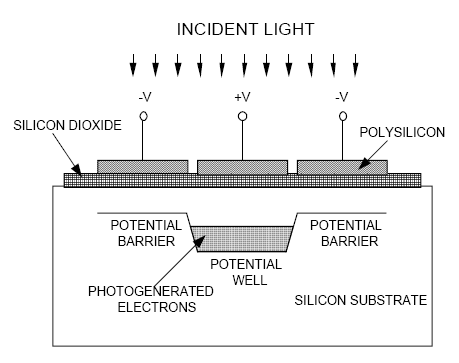 INCIDENT LIGHT
-V
+V
-V
SILICON DIOXIDE
POLYSILICON
POTENTIAL
BARRIER
POTENTIAL
BARRIER
POTENTIAL
WELL
PHOTOGENERATED
ELECTRONS
SILICON SUBSTRATE